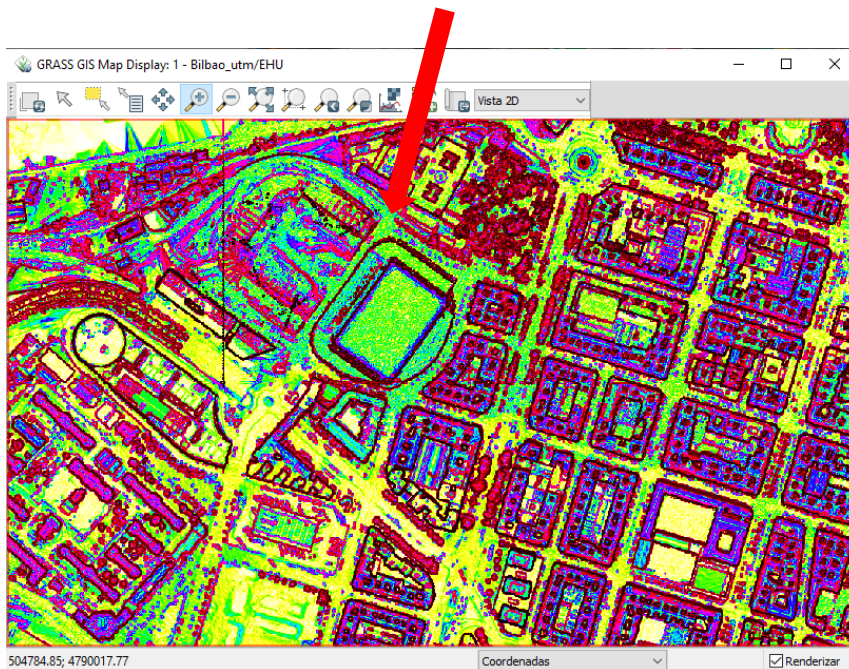 GRASS GIS Map Display: 1 - Bilbao_utm/EHU
Vista 2D
504784.85; 4790017.77
Coordenadas
Renderizar